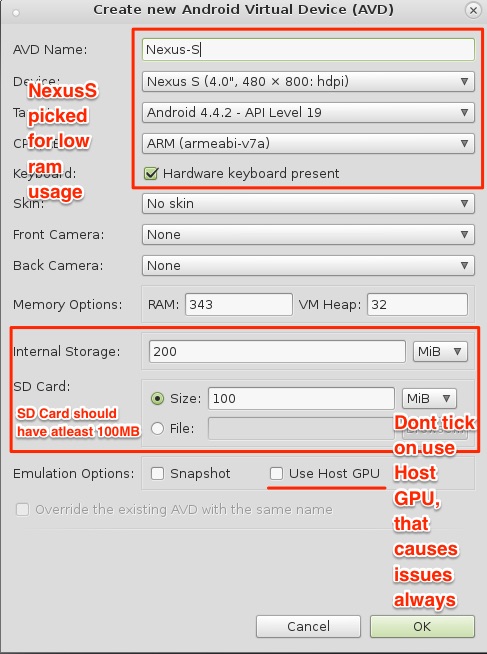 Create new Android Virtual Device (AVD)
AVD Name: Nexus-S
Device: Nexus S (4.0", 480 × 800: hdpi)
NexusS
picked
for low
ram
usage
Android 4.4.2 - API Level 19
ARM (armeabi-v7a)
Keyboard: Hardware keyboard present
Skin: No skin
Front Camera: None
Back Camera: None
Memory Options: RAM: 343 VM Heap: 32
Internal Storage: 200 MiB
SD Card: Size: 100 MiB
File:
SD Card should
have atleast 100MB
Dont tick
on use
Host
GPU,
that
causes
issues
always
Emulation Options: Snapshot Use Host GPU
Override the existing AVD with the same name
Cancel OK